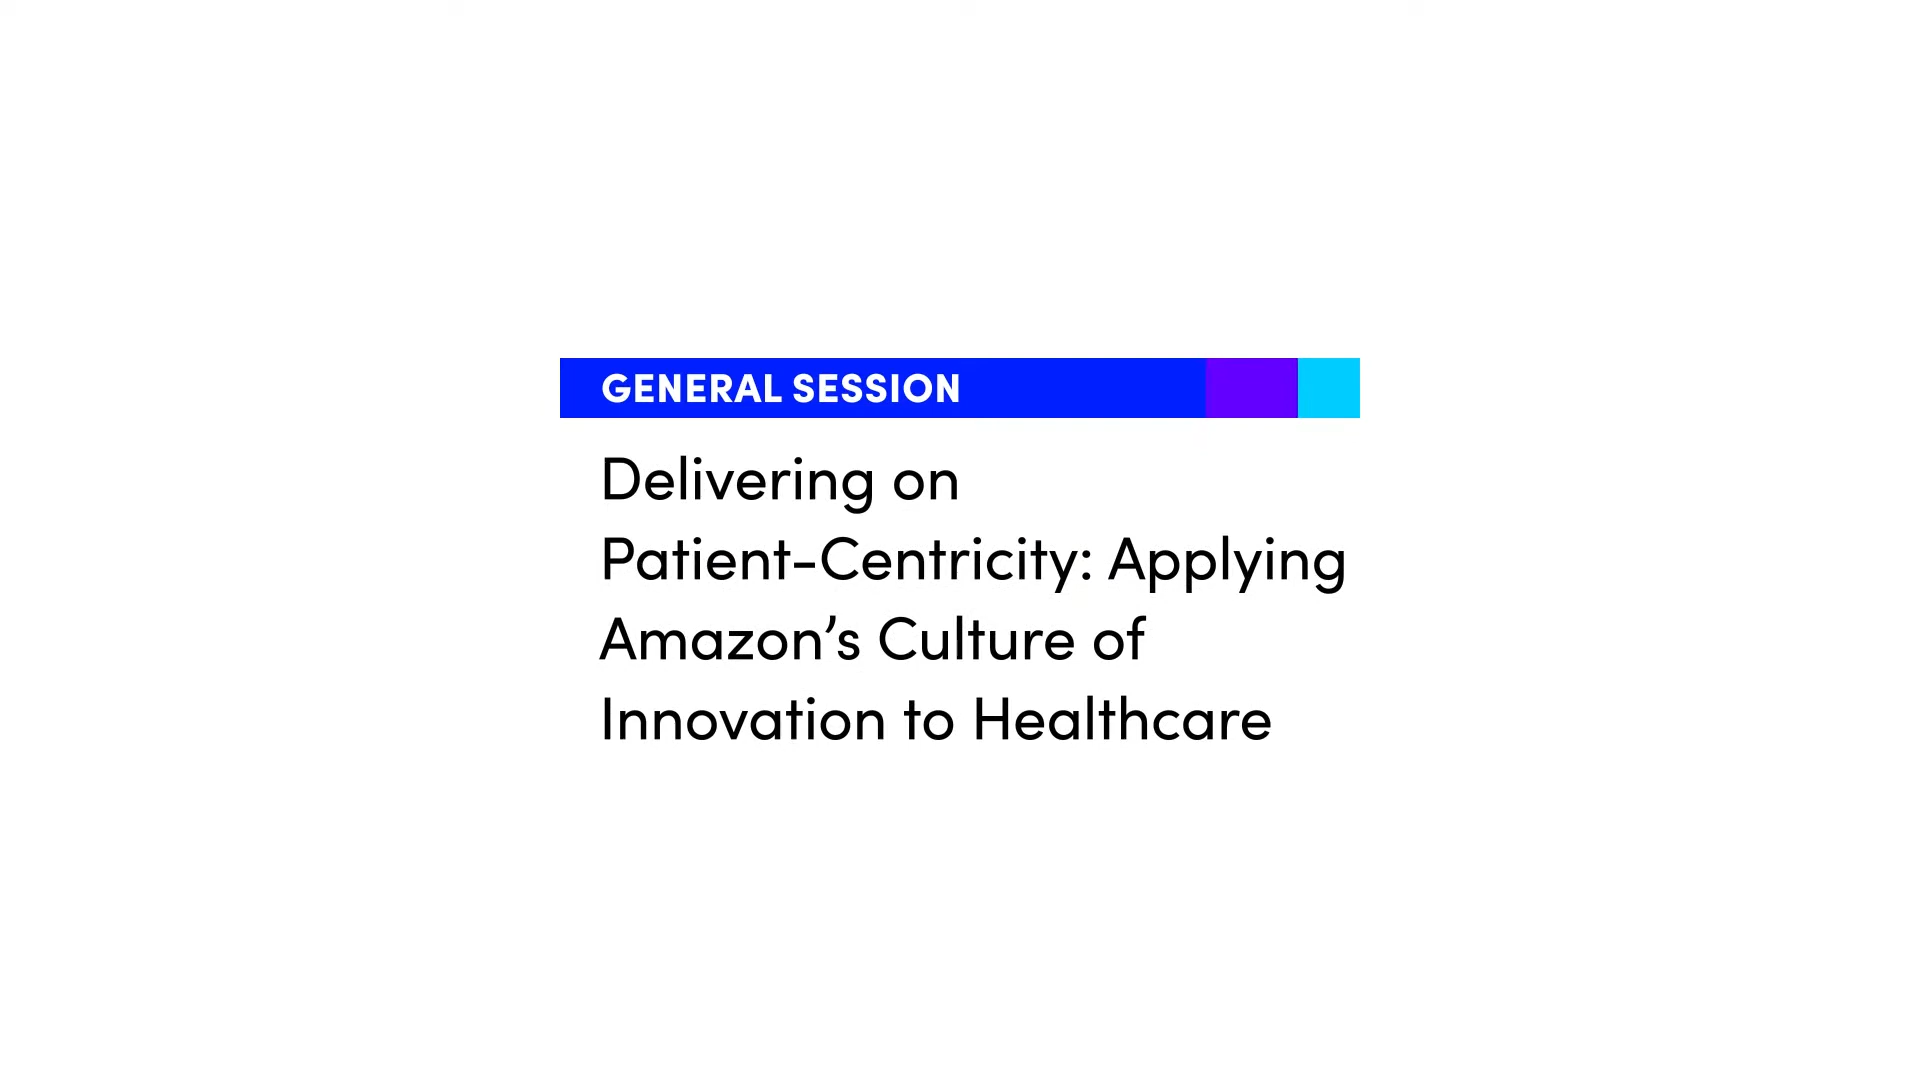 GENERAL SESSION
Delivering on
Patient-Centricity: Applying
Amazon’s Culture of
Innovation to Healthcare